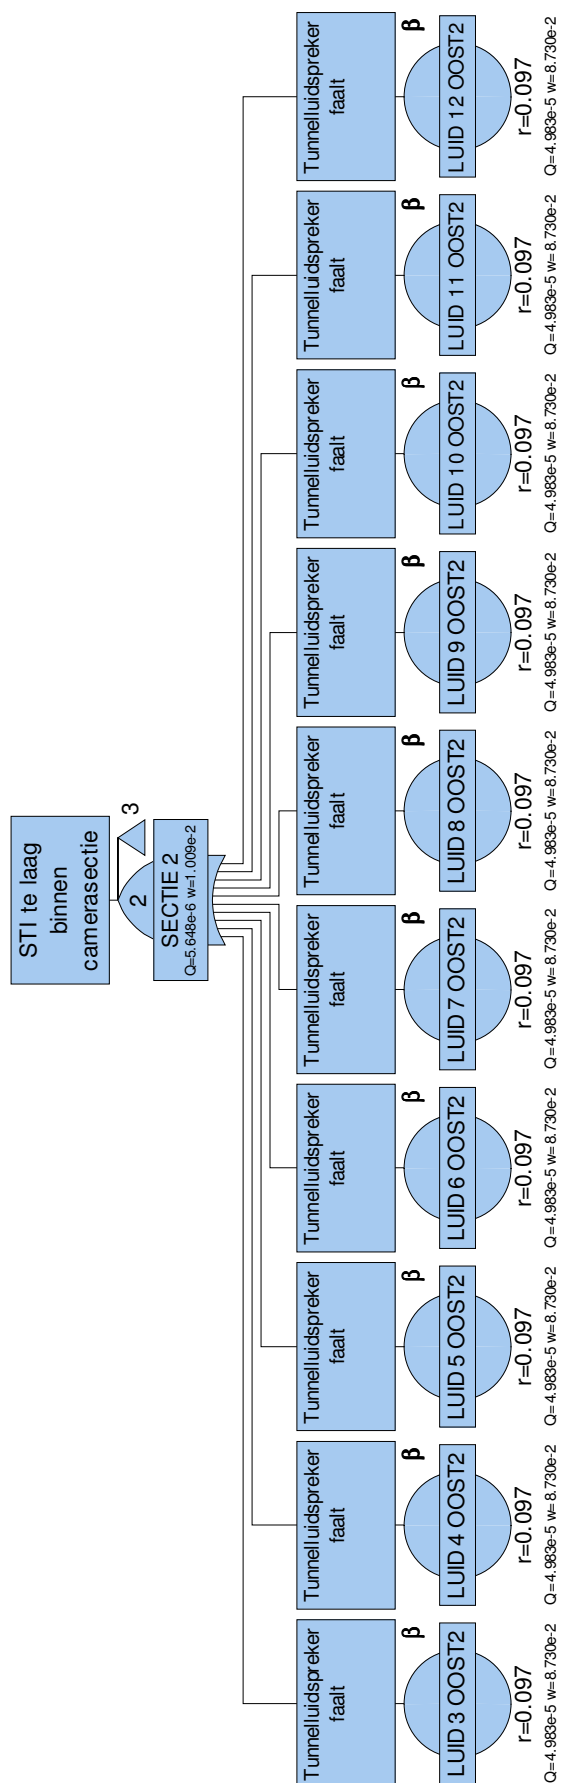 STI te laag
binnen
camerasectie
2
3
SECTIE 2
Q=5.648e-6 w=1.009e-2
Tunnelluidspreker
faalt
β
LUID 3 OOST2
r=0.097
Q=4.983e-5 w=8.730e-2
Tunnelluidspreker
faalt
β
LUID 4 OOST2
r=0.097
Q=4.983e-5 w=8.730e-2
Tunnelluidspreker
faalt
β
LUID 5 OOST2
r=0.097
Q=4.983e-5 w=8.730e-2
Tunnelluidspreker
faalt
β
LUID 6 OOST2
r=0.097
Q=4.983e-5 w=8.730e-2
Tunnelluidspreker
faalt
β
LUID 7 OOST2
r=0.097
Q=4.983e-5 w=8.730e-2
Tunnelluidspreker
faalt
β
LUID 8 OOST2
r=0.097
Q=4.983e-5 w=8.730e-2
Tunnelluidspreker
faalt
β
LUID 9 OOST2
r=0.097
Q=4.983e-5 w=8.730e-2
Tunnelluidspreker
faalt
β
LUID 10 OOST2
r=0.097
Q=4.983e-5 w=8.730e-2
Tunnelluidspreker
faalt
β
LUID 11 OOST2
r=0.097
Q=4.983e-5 w=8.730e-2
Tunnelluidspreker
faalt
β
LUID 12 OOST2
r=0.097
Q=4.983e-5 w=8.730e-2